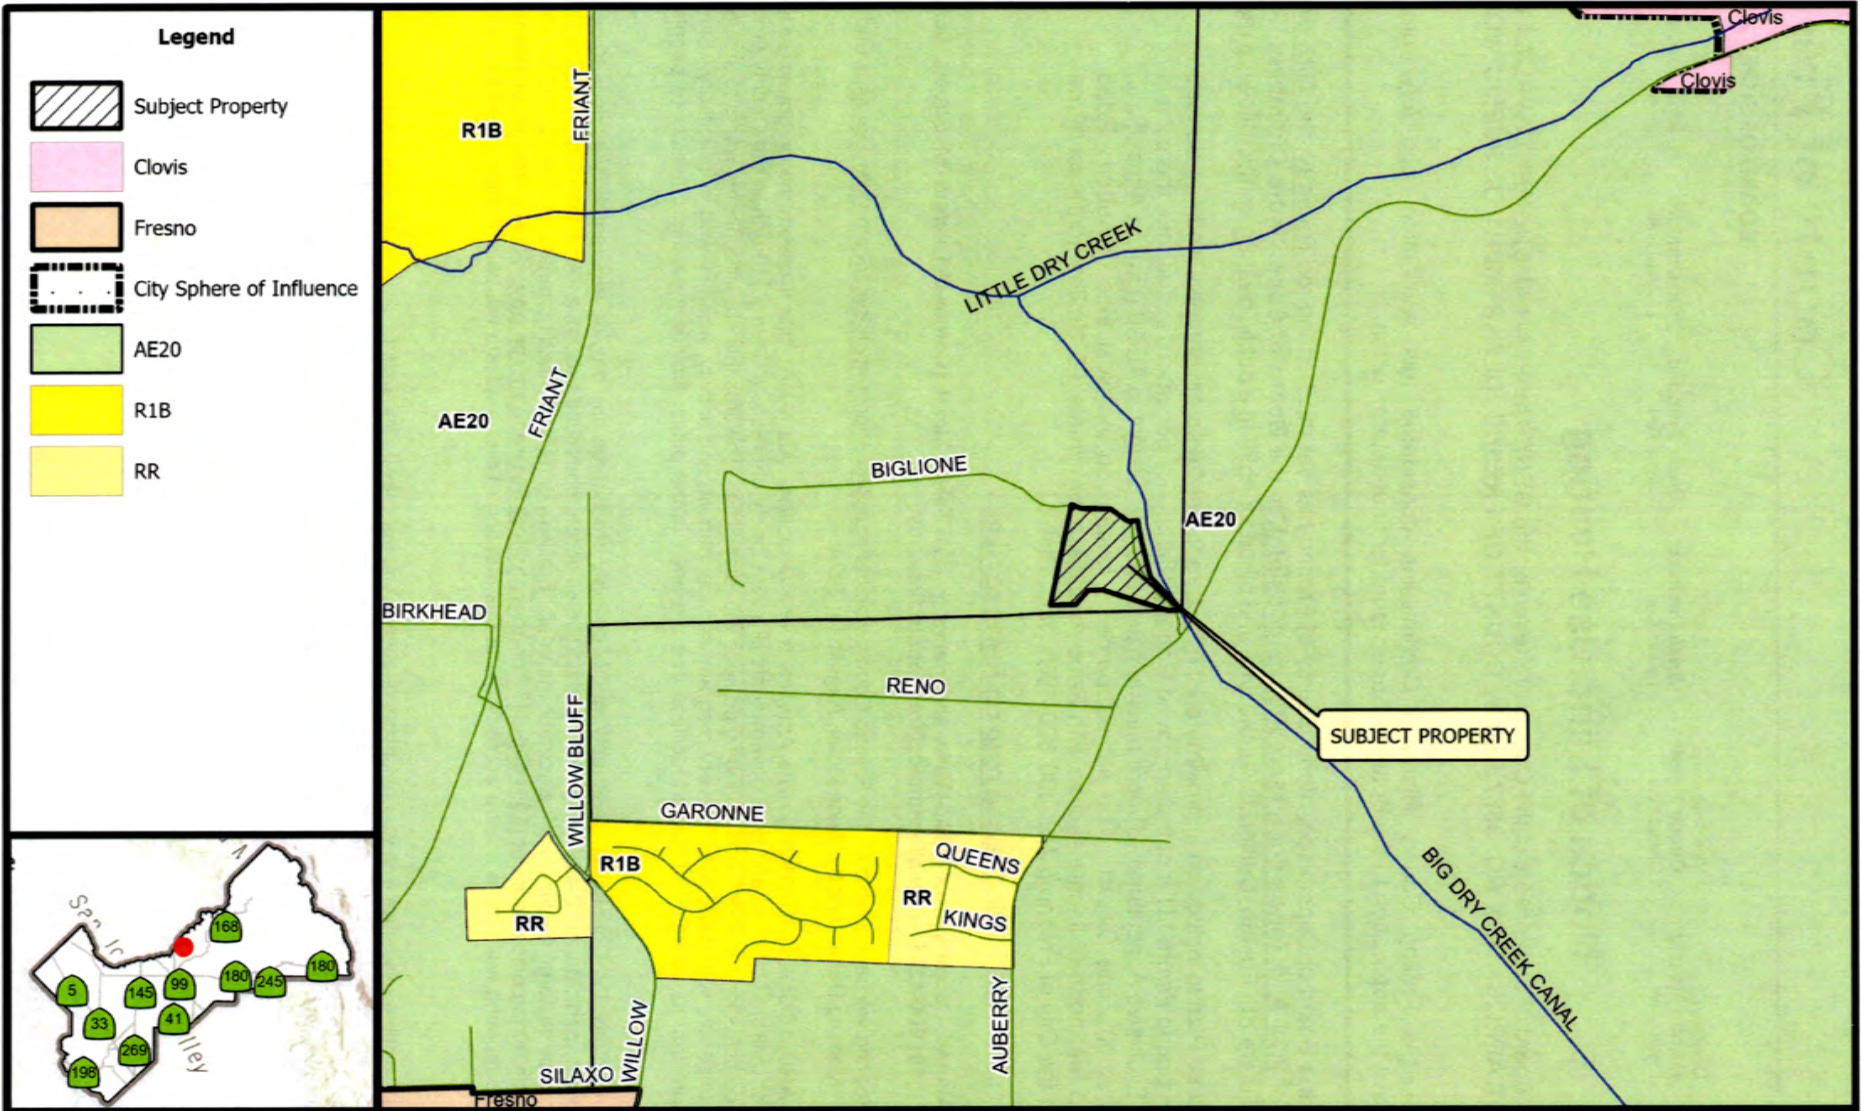 Legend
Subject Property
Clovis
Fresno
City Sphere of Influence
AE20
R1B
RR
Clovis
Clovis
R1B
FRIANT
LITTLE DRY CREEK
AE20
FRIANT
BIGLIONE
AE20
BIRKHEAD
RENO
WILLOW BLUFF
SUBJECT PROPERTY
GARONNE
R1B
QUEENS
RR
KINGS
RR
BIG DRY CREEK CANAL
AUBERRY
WILLOW
SILAXO
Fresno
168
180
180
245
5
145
99
33
41
269
198
lley